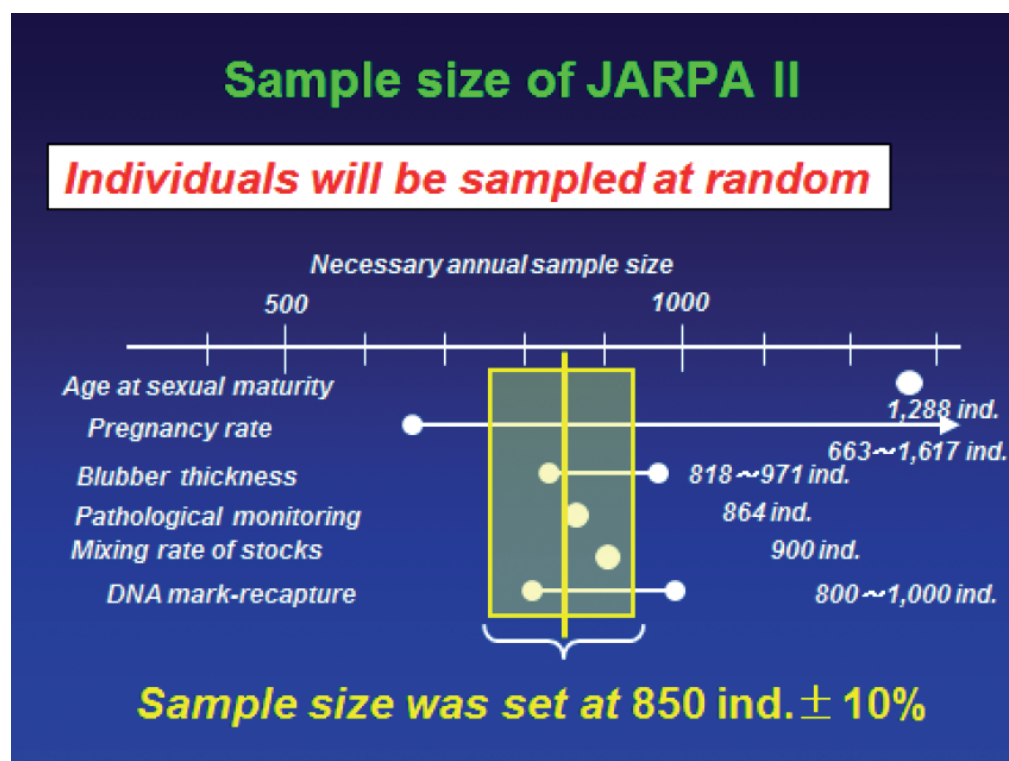 Sample size of JARPA II
Individuals will be sampled at random
Necessary annual sample size
500 1000
Age at sexual maturity
1,288 ind.
Pregnancy rate
663~1,617 ind.
Blubber thickness 818~971 ind.
Pathological monitoring 864 ind.
Mixing rate of stocks 900 ind.
DNA mark-recapture 800~1,000 ind.
Sample size was set at 850 ind.± 10%